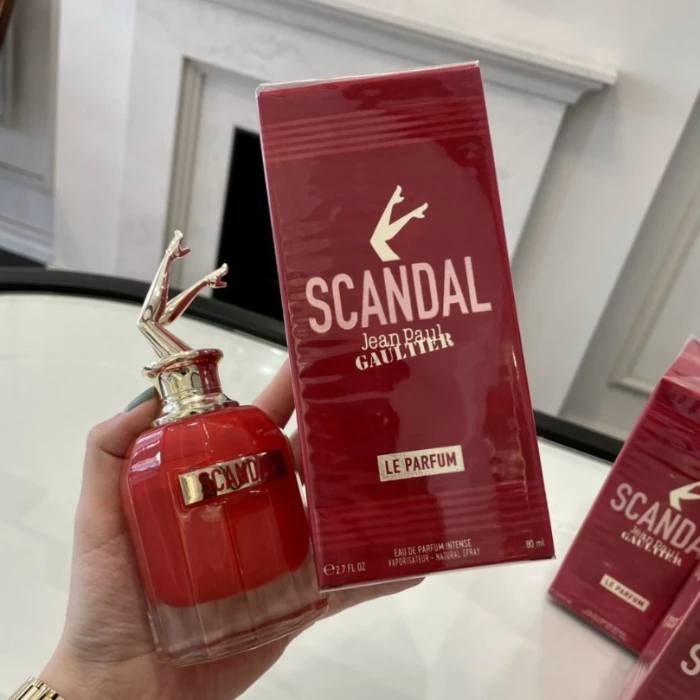 SCANDAL
Jean Paul
GAULTIER
LE PARFUM
EAU DE PARFUM INTENSE
VAPORISATEUR - NATURAL SPRAY
℮2.7 FL OZ
80 ml
SCANDAL
SCANDA
Jean Paul
GAULTIER
LE PARFUM
S